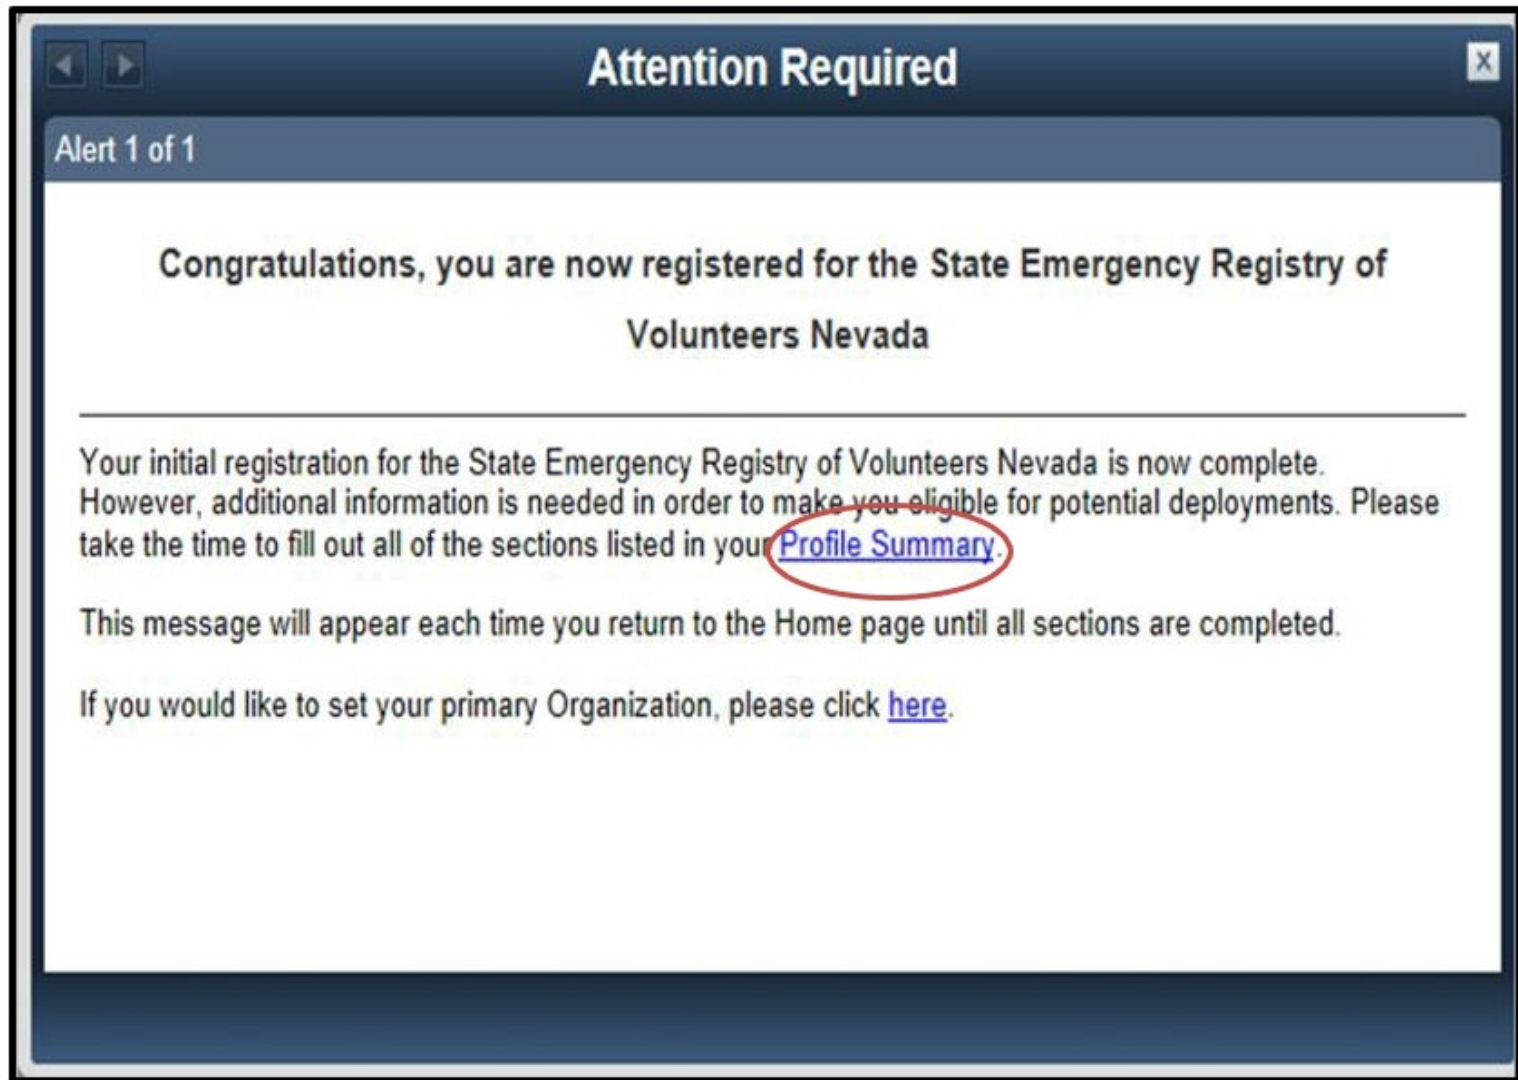 Attention Required
X
Alert 1 of 1
Congratulations, you are now registered for the State Emergency Registry of
Volunteers Nevada
Your initial registration for the State Emergency Registry of Volunteers Nevada is now complete.
However, additional information is needed in order to make you eligible for potential deployments. Please
take the time to fill out all of the sections listed in your Profile Summary.
This message will appear each time you return to the Home page until all sections are completed.
If you would like to set your primary Organization, please click here.